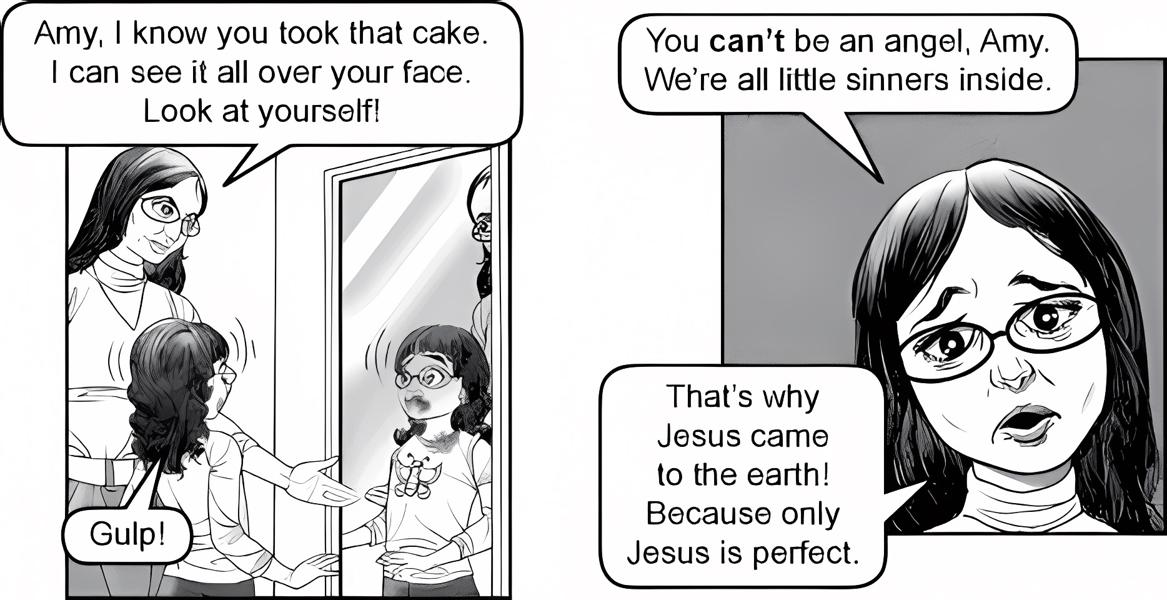 Amy, I know you took that cake.
I can see it all over your face.
Look at yourself!
Gulp!
You can't be an angel, Amy.
We're all little sinners inside.
That's why
Jesus came
to the earth!
Because only
Jesus is perfect.